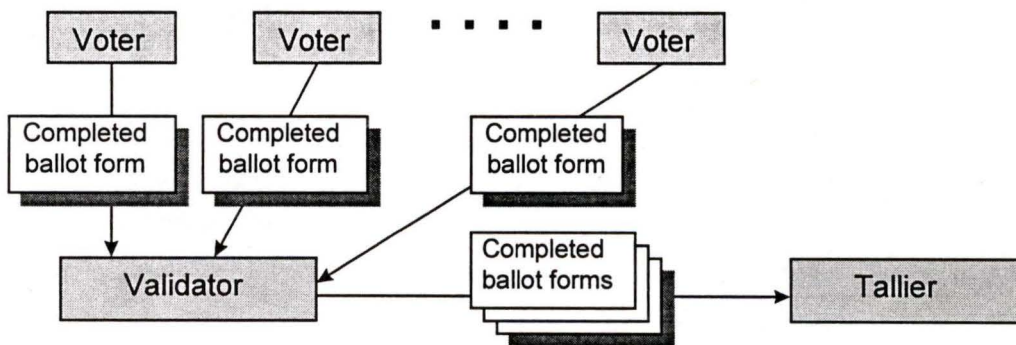 Voter
Voter
Voter
Completed
ballot form
Completed
ballot form
Completed
ballot form
Completed
ballot forms
Validator
Tallier